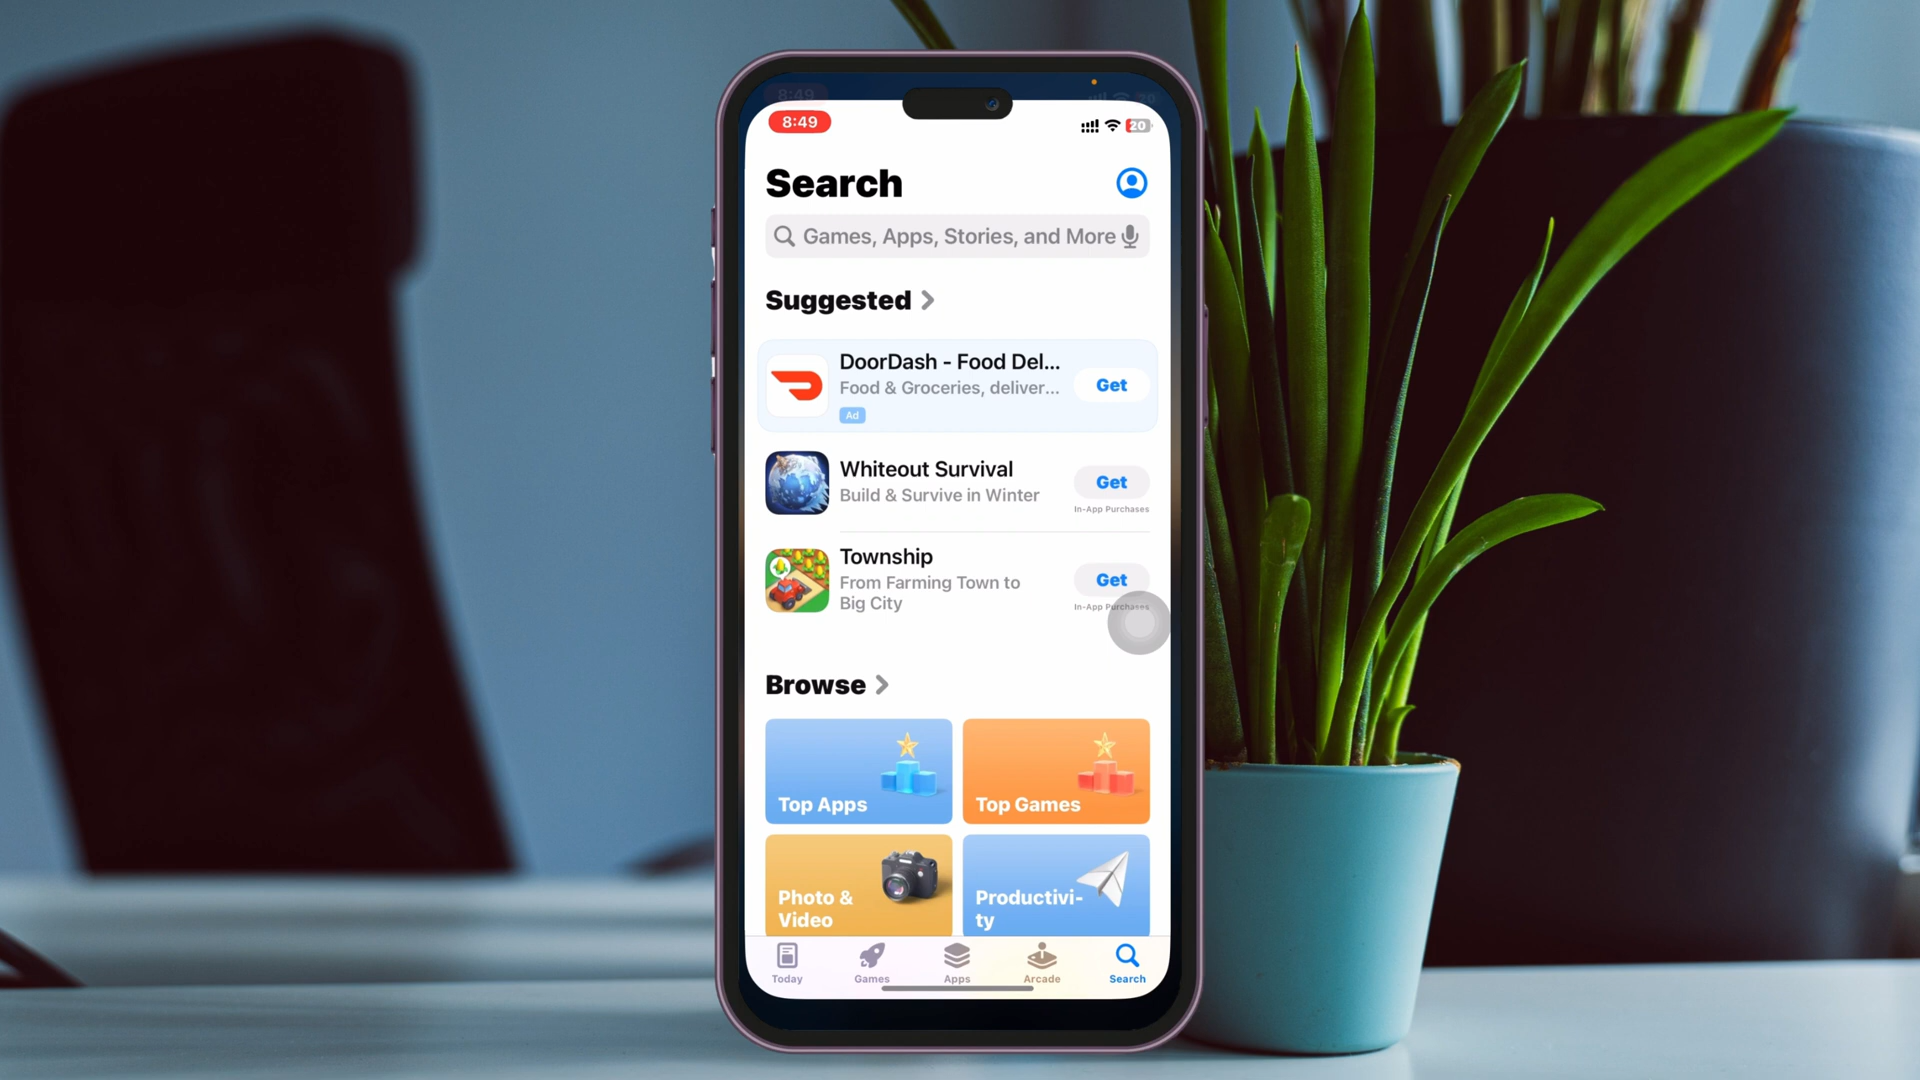 8:49
8:49
20
Search
Games, Apps, Stories, and More
Suggested
DoorDash - Food Del...
Food & Groceries, deliver...
Get
Ad
Whiteout Survival
Build & Survive in Winter
Get
In-App Purchases
Township
From Farming Town to
Big City
Get
In-App Purchases
Browse
Top Apps
Top Games
Photo &
Video
Productivi-
ty
Today
Games
Apps
Arcade
Search